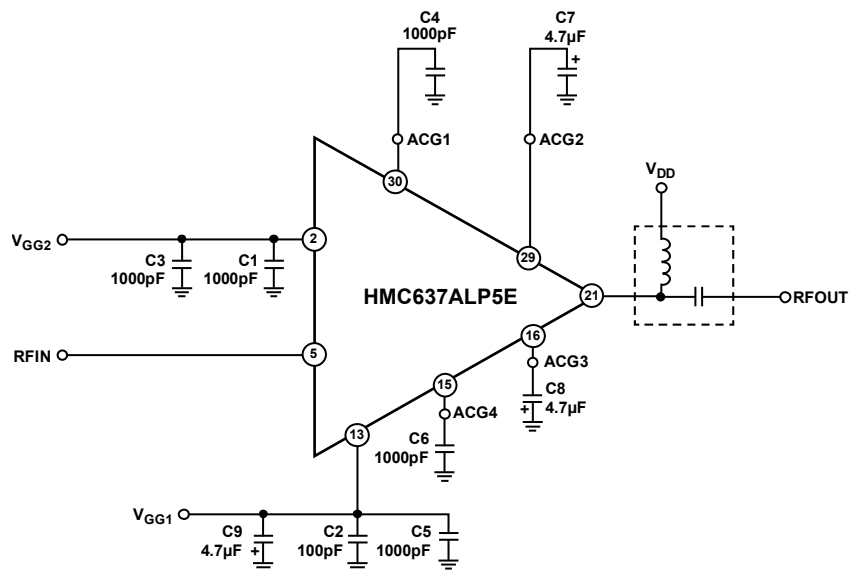 C4
1000pF
C7
4.7µF
+
ACG1
ACG2
30
VDD
VGG2
2
C3
1000pF
C1
1000pF
29
HMC637ALP5E
21
RFOUT
RFIN
5
16
ACG3
15
C8
4.7µF
+
ACG4
13
C6
1000pF
VGG1
C9
4.7µF
+
C2
100pF
C5
1000pF